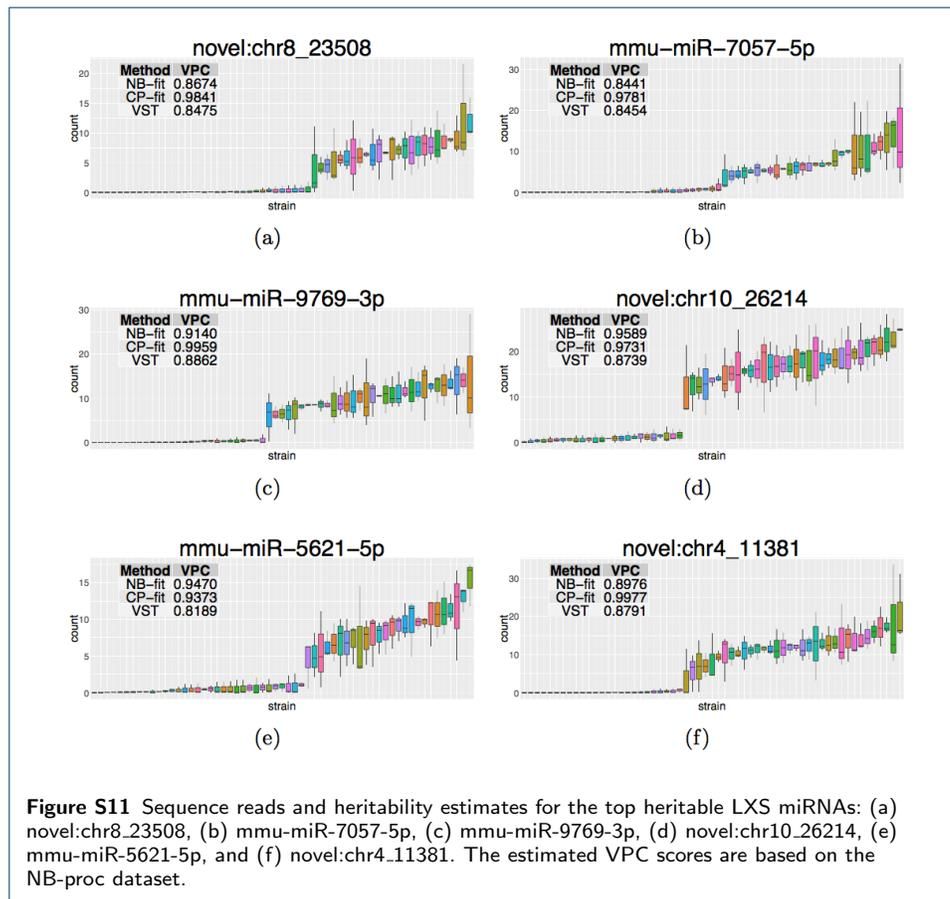 novel:chr8_23508
Method VPC
NB−fit 0.8674
CP−fit 0.9841
VST 0.8475
20
15
10
5
0
count
strain
(a)
mmu−miR−7057−5p
Method VPC
NB−fit 0.8441
CP−fit 0.9781
VST 0.8454
30
20
10
0
count
strain
(b)
mmu−miR−9769−3p
Method VPC
NB−fit 0.9140
CP−fit 0.9959
VST 0.8862
30
20
10
0
count
strain
(c)
novel:chr10_26214
Method VPC
NB−fit 0.9589
CP−fit 0.9731
VST 0.8739
20
10
0
count
strain
(d)
mmu−miR−5621−5p
Method VPC
NB−fit 0.9470
CP−fit 0.9373
VST 0.8189
15
10
5
0
count
strain
(e)
novel:chr4_11381
Method VPC
NB−fit 0.8976
CP−fit 0.9977
VST 0.8791
30
20
10
0
count
strain
(f)
Figure S11 Sequence reads and heritability estimates for the top heritable LXS miRNAs: (a)
novel:chr8_23508, (b) mmu-miR-7057-5p, (c) mmu-miR-9769-3p, (d) novel:chr10_26214, (e)
mmu-miR-5621-5p, and (f) novel:chr4_11381. The estimated VPC scores are based on the
NB-proc dataset.